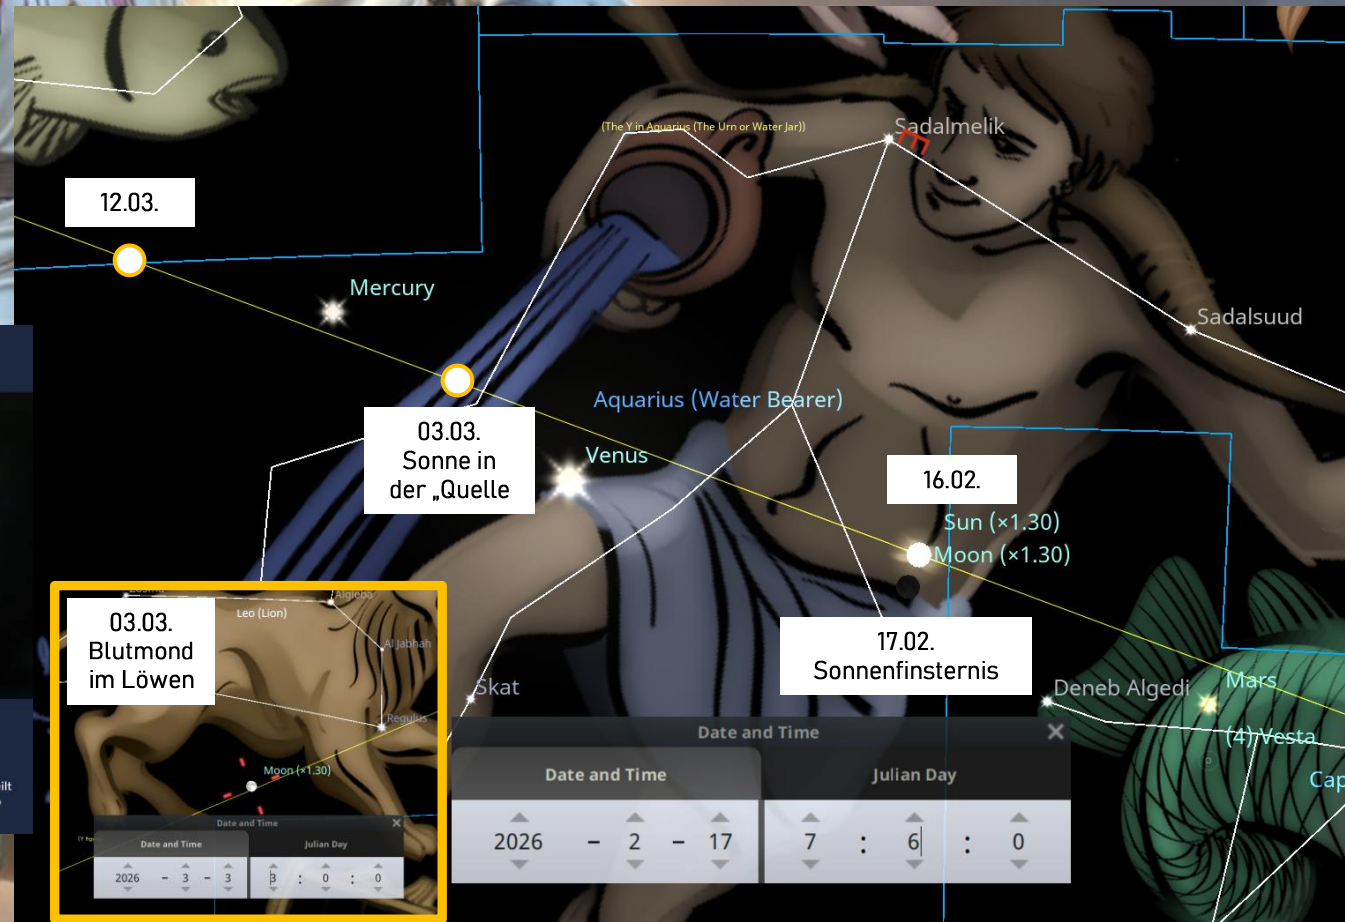 (The Y in Aquarius (The Urn or Water Jar))
Sadalmelik
E
12.03.
Mercury
Sadalsuud
Aquarius (Water Bearer)
03.03.
Sonne in
der „Quelle
Venus
16.02.
Sun (×1.30)
Moon (×1.30)
17.02.
Sonnenfinsternis
Skat
Deneb Algedi
Mars
(4) Vesta
Cap
Date and Time
Date and Time
Julian Day
2026 - 2 - 17 7 : 6 : 0
03.03.
Blutmond
im Löwen
Algieba
Leo (Lion)
Al Jabhah
Regulus
Moon (×1.30)
Date and Time
Date and Time
Julian Day
2026 - 3 - 3 3 : 0 : 0
eilt